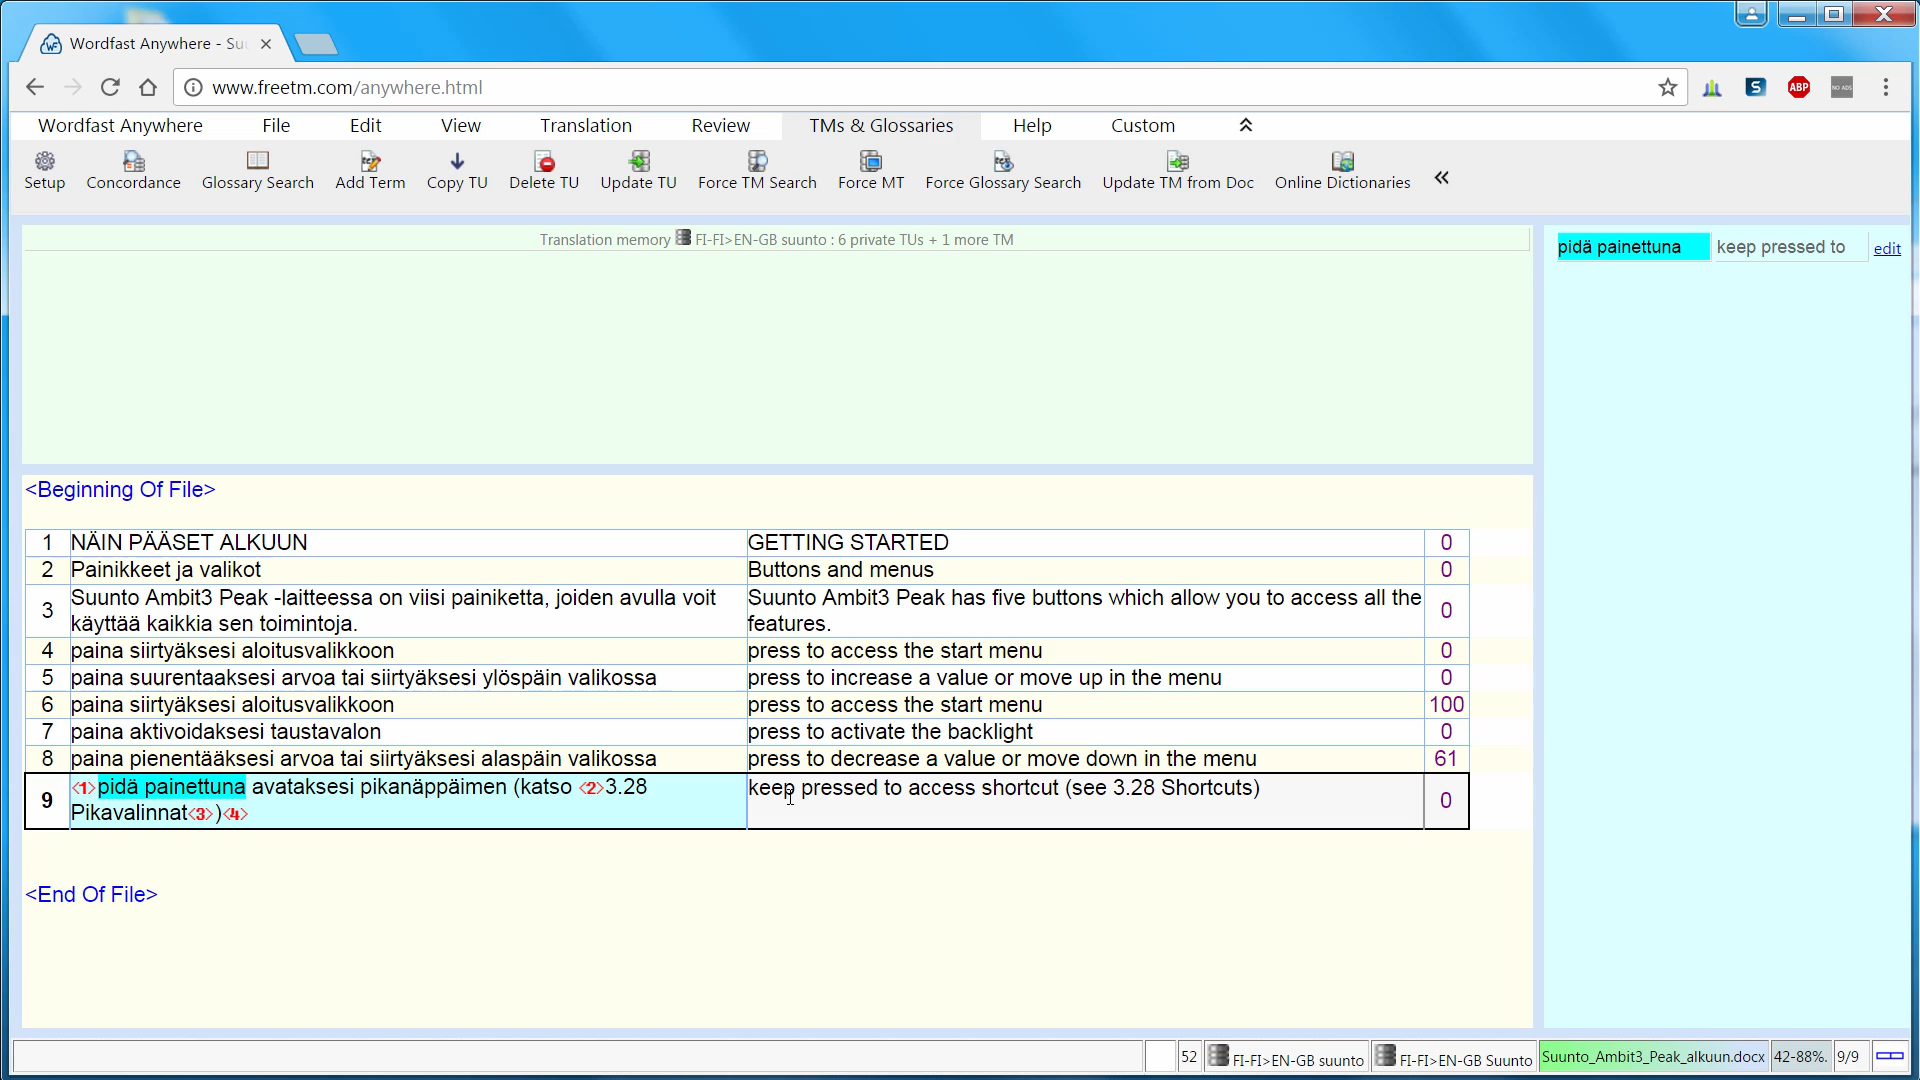 Wordfast Anywhere - Su
www.freetm.com/anywhere.html
ABP
NO ADS
Wordfast Anywhere File Edit View Translation Review TMs & Glossaries Help Custom
Setup Concordance Glossary Search Add Term Copy TU Delete TU Update TU Force TM Search Force MT Force Glossary Search Update TM from Doc Online Dictionaries
Translation memory FI-FI>EN-GB suunto : 6 private TUs + 1 more TM
pidä painettuna keep pressed to edit
<Beginning Of File>
1 NÄIN PÄÄSET ALKUUN GETTING STARTED 0
2 Painikkeet ja valikot Buttons and menus 0
3 Suunto Ambit3 Peak -laitteessa on viisi painiketta, joiden avulla voit
käyttää kaikkia sen toimintoja.
Suunto Ambit3 Peak has five buttons which allow you to access all the
features.
0
4 paina siirtyäksesi aloitusvalikkoon press to access the start menu 0
5 paina suurentaaksesi arvoa tai siirtyäksesi ylöspäin valikossa press to increase a value or move up in the menu 0
6 paina siirtyäksesi aloitusvalikkoon press to access the start menu 100
7 paina aktivoidaksesi taustavalon press to activate the backlight 0
8 paina pienentääksesi arvoa tai siirtyäksesi alaspäin valikossa press to decrease a value or move down in the menu 61
9 <1>pidä painettuna avataksesi pikanäppäimen (katso <2>3.28
Pikavalinnat<3>)<4>
keep pressed to access shortcut (see 3.28 Shortcuts)
0
<End Of File>
52 FI-FI>EN-GB suunto FI-FI>EN-GB Suunto Suunto_Ambit3_Peak_alkuun.docx 42-88%. 9/9